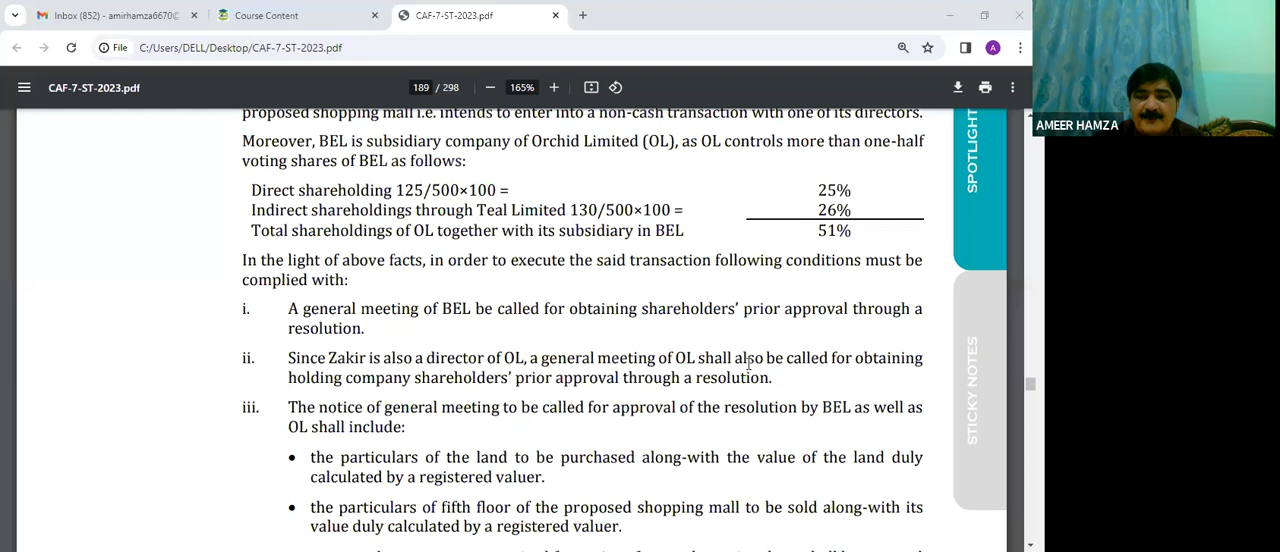 Inbox (852) - amirhamza6670@
Course Content
CAF-7-ST-2023.pdf
File C:/Users/DELL/Desktop/CAF-7-ST-2023.pdf
A
CAF-7-ST-2023.pdf
189 / 298
165%
AMEER HAMZA
proposed shopping mall i.e. intends to enter into a non-cash transaction with one of its directors.
Moreover, BEL is subsidiary company of Orchid Limited (OL), as OL controls more than one-half
voting shares of BEL as follows:
Direct shareholding 125/500×100 = 25%
Indirect shareholdings through Teal Limited 130/500×100 = 26%
Total shareholdings of OL together with its subsidiary in BEL 51%
In the light of above facts, in order to execute the said transaction following conditions must be
complied with:
i. A general meeting of BEL be called for obtaining shareholders' prior approval through a
resolution.
ii. Since Zakir is also a director of OL, a general meeting of OL shall also be called for obtaining
holding company shareholders' prior approval through a resolution.
iii. The notice of general meeting to be called for approval of the resolution by BEL as well as
OL shall include:
• the particulars of the land to be purchased along-with the value of the land duly
calculated by a registered valuer.
• the particulars of fifth floor of the proposed shopping mall to be sold along-with its
value duly calculated by a registered valuer.
SPOTLIGHT
STICKY NOTES